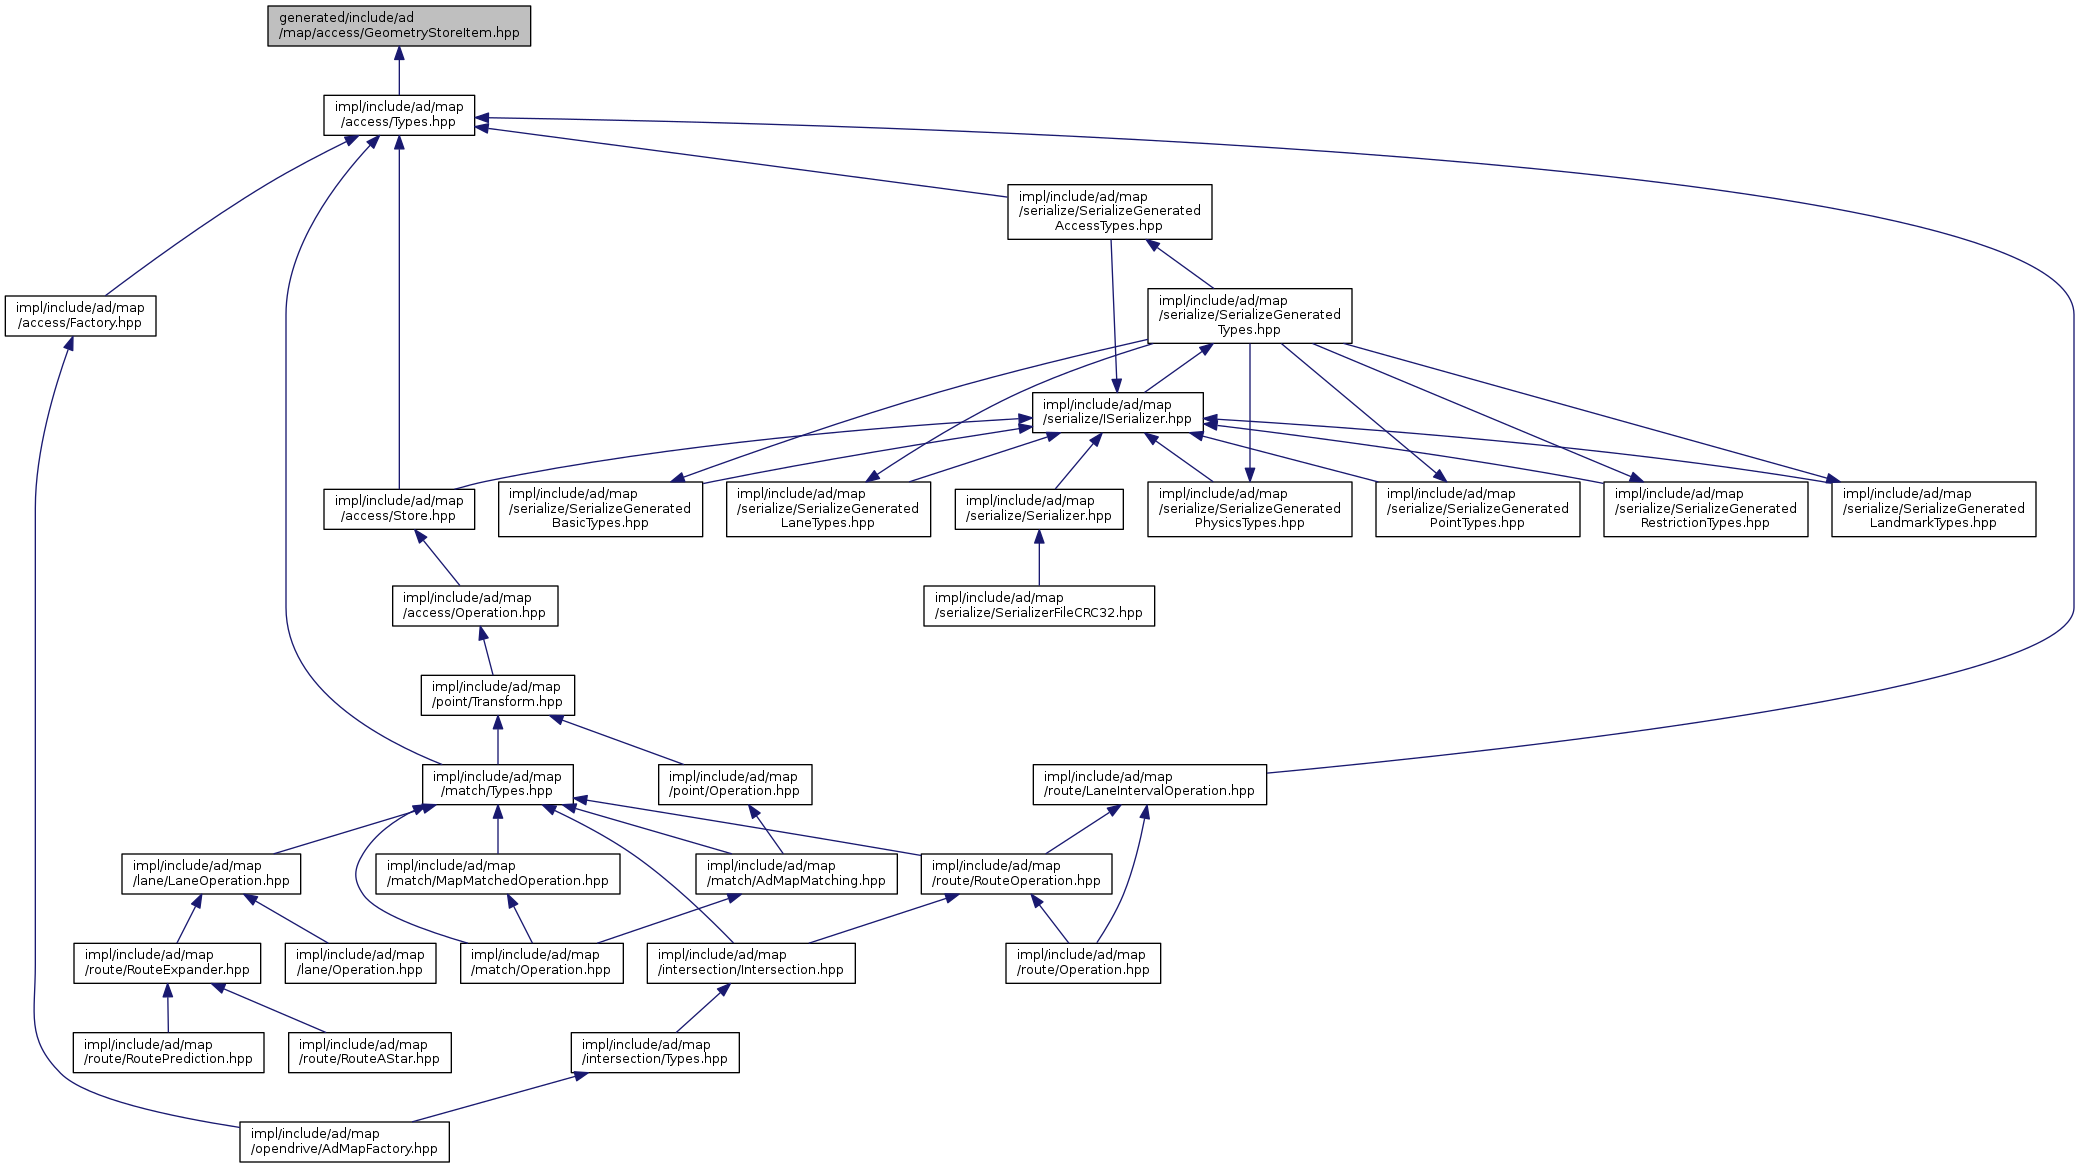 generated/include/ad
/map/access/GeometryStoreItem.hpp
impl/include/ad/map
/access/Types.hpp
impl/include/ad/map
/serialize/SerializeGenerated
AccessTypes.hpp
impl/include/ad/map
/access/Factory.hpp
impl/include/ad/map
/serialize/SerializeGenerated
Types.hpp
impl/include/ad/map
/serialize/ISerializer.hpp
impl/include/ad/map
/access/Store.hpp
impl/include/ad/map
/serialize/SerializeGenerated
BasicTypes.hpp
impl/include/ad/map
/serialize/SerializeGenerated
LaneTypes.hpp
impl/include/ad/map
/serialize/Serializer.hpp
impl/include/ad/map
/serialize/SerializeGenerated
PhysicsTypes.hpp
impl/include/ad/map
/serialize/SerializeGenerated
PointTypes.hpp
impl/include/ad/map
/serialize/SerializeGenerated
RestrictionTypes.hpp
impl/include/ad/map
/serialize/SerializeGenerated
LandmarkTypes.hpp
impl/include/ad/map
/access/Operation.hpp
impl/include/ad/map
/serialize/SerializerFileCRC32.hpp
impl/include/ad/map
/point/Transform.hpp
impl/include/ad/map
/match/Types.hpp
impl/include/ad/map
/point/Operation.hpp
impl/include/ad/map
/route/LaneIntervalOperation.hpp
impl/include/ad/map
/lane/LaneOperation.hpp
impl/include/ad/map
/match/MapMatchedOperation.hpp
impl/include/ad/map
/match/AdMapMatching.hpp
impl/include/ad/map
/route/RouteOperation.hpp
impl/include/ad/map
/route/RouteExpander.hpp
impl/include/ad/map
/lane/Operation.hpp
impl/include/ad/map
/match/Operation.hpp
impl/include/ad/map
/intersection/Intersection.hpp
impl/include/ad/map
/route/Operation.hpp
impl/include/ad/map
/route/RoutePrediction.hpp
impl/include/ad/map
/route/RouteAStar.hpp
impl/include/ad/map
/intersection/Types.hpp
impl/include/ad/map
/opendrive/AdMapFactory.hpp